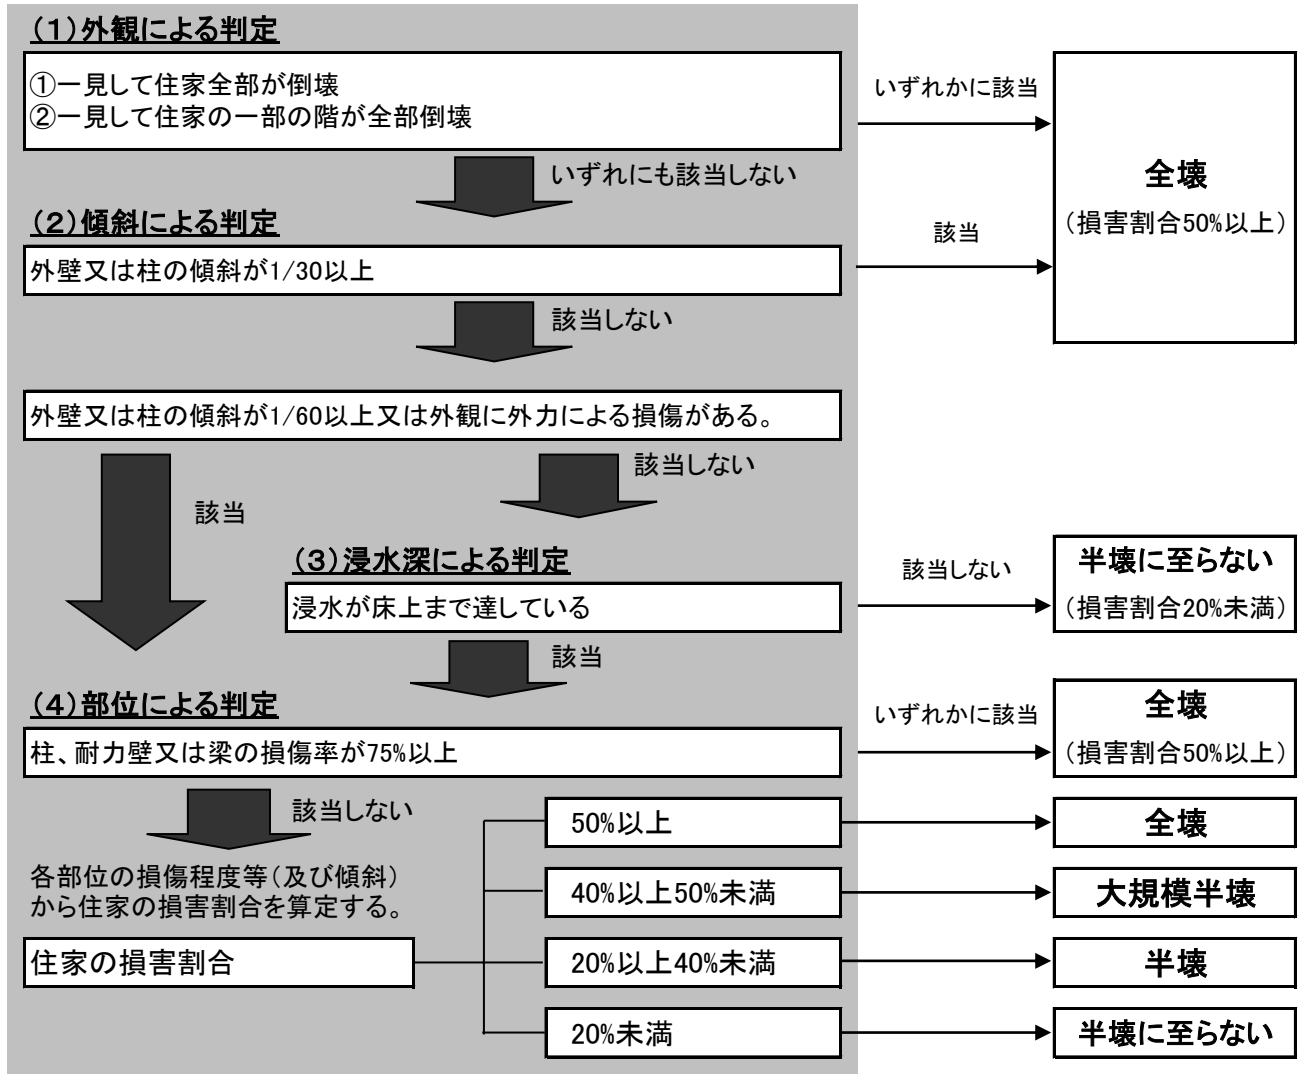 （１）外観による判定
①一見して住家全部が倒壊
②一見して住家の一部の階が全部倒壊
いずれかに該当
全壊
（損害割合50%以上）
いずれにも該当しない
（２）傾斜による判定
外壁又は柱の傾斜が1/30以上
該当
該当しない
外壁又は柱の傾斜が1/60以上又は外観に外力による損傷がある。
該当
該当しない
（３）浸水深による判定
浸水が床上まで達している
該当しない
半壊に至らない
（損害割合20%未満）
該当
（４）部位による判定
柱、耐力壁又は梁の損傷率が75%以上
いずれかに該当
全壊
（損害割合50%以上）
該当しない
各部位の損傷程度等（及び傾斜）
から住家の損害割合を算定する。
住家の損害割合
50%以上
全壊
40%以上50%未満
大規模半壊
20%以上40%未満
半壊
20%未満
半壊に至らない